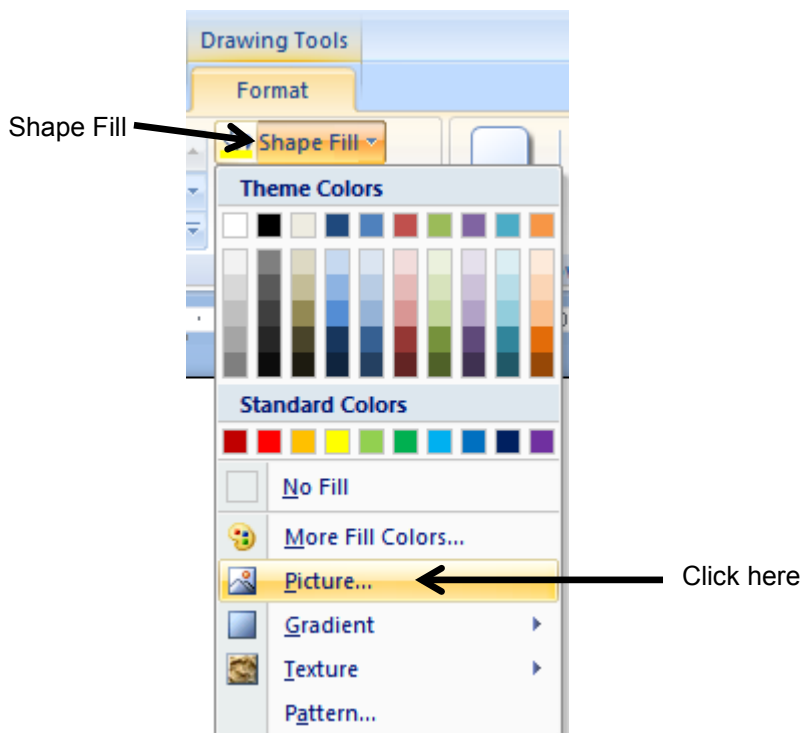 Drawing Tools
Format
Shape Fill
Shape Fill
Theme Colors
Standard Colors
No Fill
More Fill Colors...
Picture...
Click here
Gradient
Texture
Pattern...